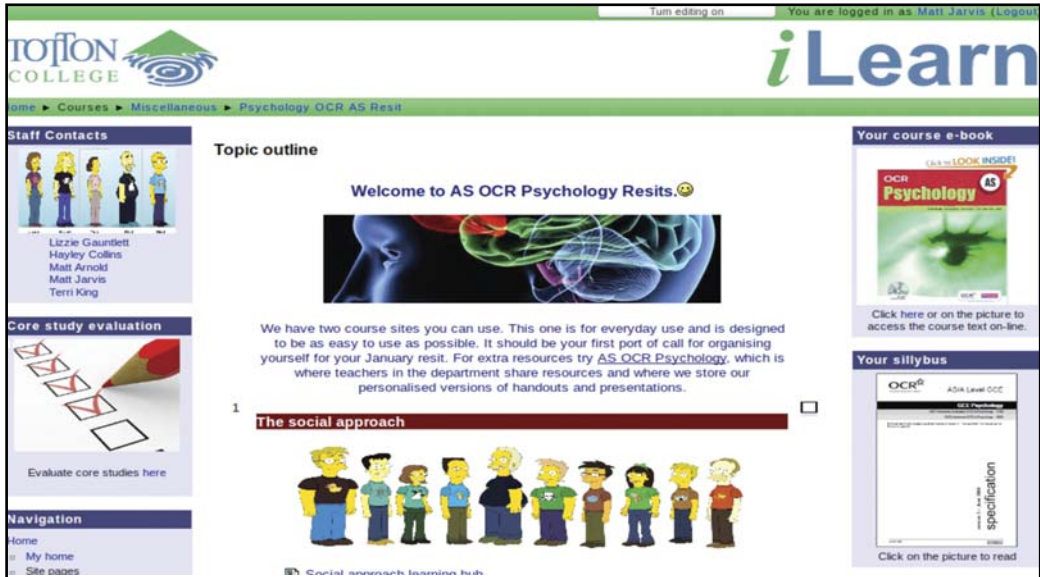 Turn editing on
You are logged in as Matt Jarvis (Logout
TOTTON
COLLEGE
iLearn
ome ► Courses ► Miscellaneous ► Psychology OCR AS Resit
Staff Contacts
Lizzie Gauntlett
Hayley Collins
Matt Arnold
Matt Jarvis
Terri King
Core study evaluation
Evaluate core studies here
Navigation
Home
My home
Site pages
Topic outline
Welcome to AS OCR Psychology Resits.
We have two course sites you can use. This one is for everyday use and is designed
to be as easy to use as possible. It should be your first port of call for organising
yourself for your January resit. For extra resources try AS OCR Psychology, which is
where teachers in the department share resources and where we store our
personalised versions of handouts and presentations.
1
The social approach
Social approach learning hub
Your course e-book
Click to LOOK INSIDE!
OCR
Psychology AS
Click here or on the picture to
access the course text on-line.
Your sillybus
OCR
AS/A Level GCE
GCE Psychology
specification
Click on the picture to read